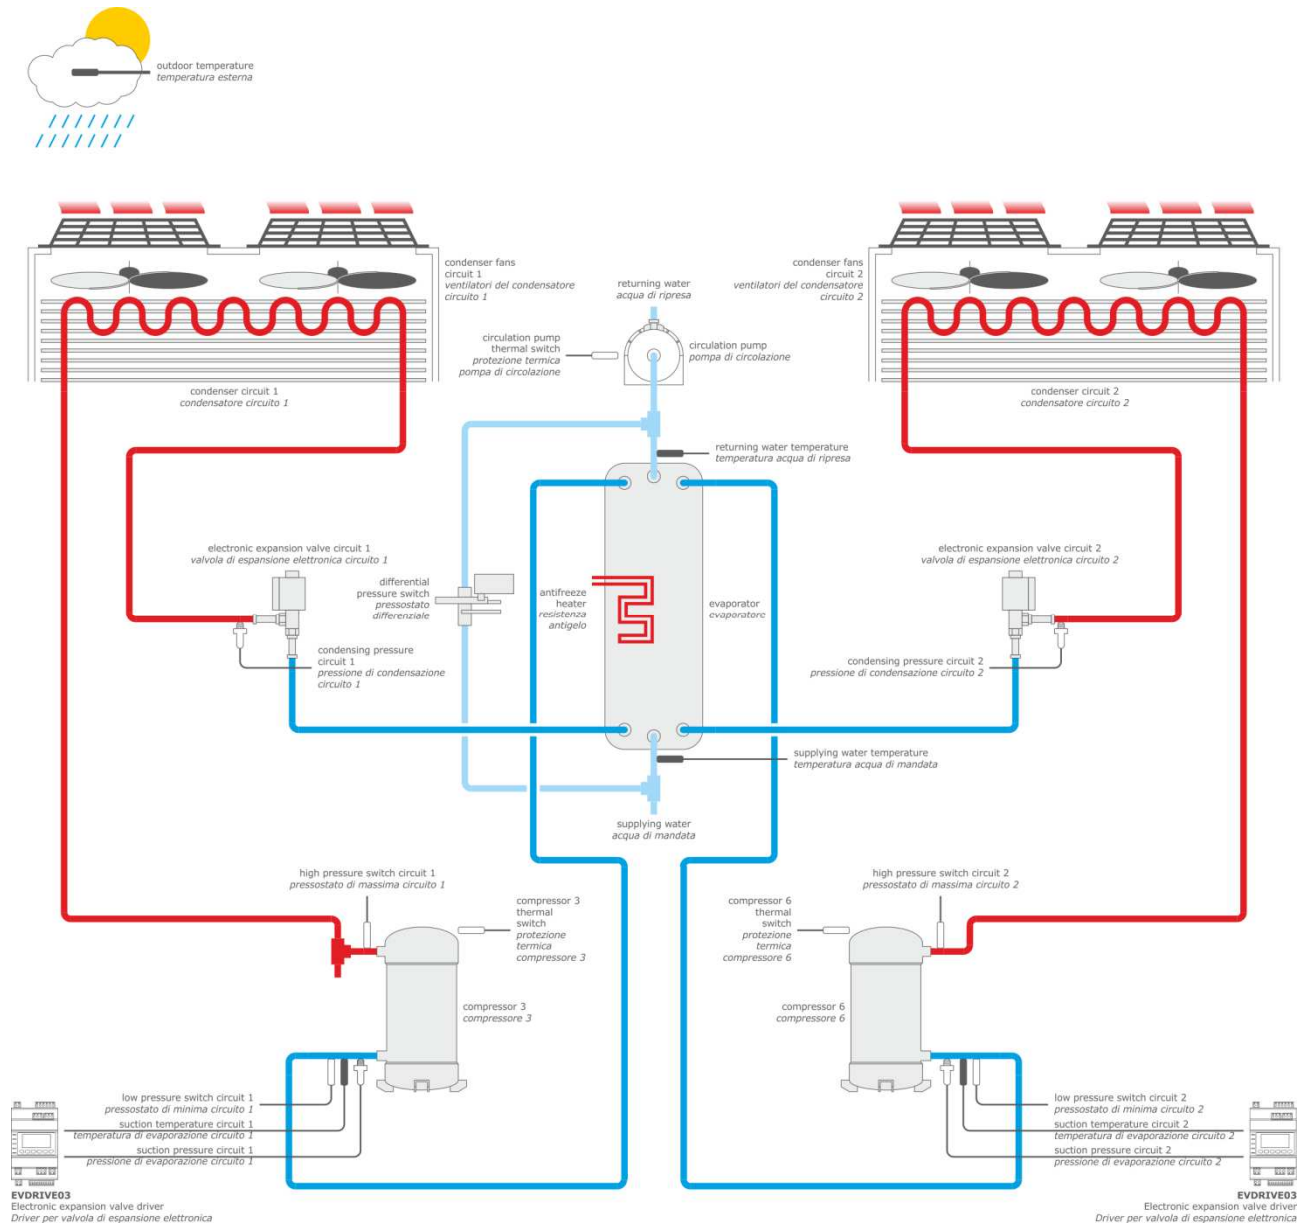 outdoor temperature
temperatura esterna
condenser fans
circuit 1
ventilatori del condensatore
circuito 1
condenser fans
circuit 2
ventilatori del condensatore
circuito 2
returning water
acqua di ripresa
circulation pump
thermal switch
protezione termica
pompa di circolazione
circulation pump
pompa di circolazione
condenser circuit 1
condensatore circuito 1
condenser circuit 2
condensatore circuito 2
returning water temperature
temperatura acqua di ripresa
electronic expansion valve circuit 1
valvola di espansione elettronica circuito 1
electronic expansion valve circuit 2
valvola di espansione elettronica circuito 2
differential
pressure switch
pressostato
differenziale
antifreeze
heater
resistenza
antigelo
evaporator
evaporatore
condensing pressure
circuit 1
pressione di condensazione
circuito 1
condensing pressure circuit 2
pressione di condensazione circuito 2
supplying water temperature
temperatura acqua di mandata
supplying water
acqua di mandata
high pressure switch circuit 1
pressostato di massima circuito 1
high pressure switch circuit 2
pressostato di massima circuito 2
compressor 3
thermal
switch
protezione
termica
compressore 3
compressor 6
thermal
switch
protezione
termica
compressore 6
compressor 3
compressore 3
compressor 6
compressore 6
low pressure switch circuit 1
pressostato di minima circuito 1
suction temperature circuit 1
temperatura di evaporazione circuito 1
suction pressure circuit 1
pressione di evaporazione circuito 1
low pressure switch circuit 2
pressostato di minima circuito 2
suction temperature circuit 2
temperatura di evaporazione circuito 2
suction pressure circuit 2
pressione di evaporazione circuito 2
EVDRIVE03
Electronic expansion valve driver
Driver per valvola di espansione elettronica
EVDRIVE03
Electronic expansion valve driver
Driver per valvola di espansione elettronica